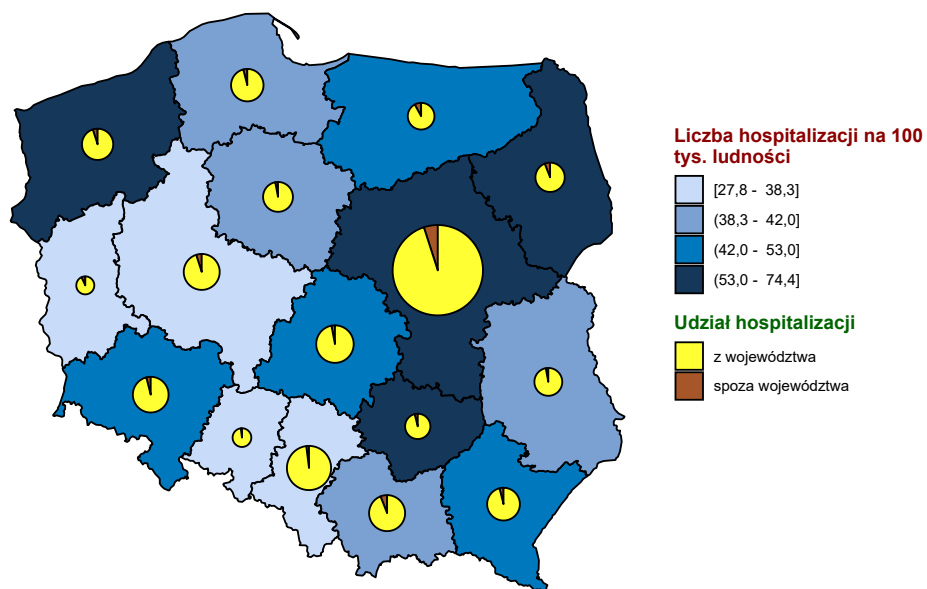 Liczba hospitalizacji na 100
tys. ludności
[27,8 - 38,3]
(38,3 - 42,0]
(42,0 - 53,0]
(53,0 - 74,4]
Udział hospitalizacji
z województwa
spoza województwa